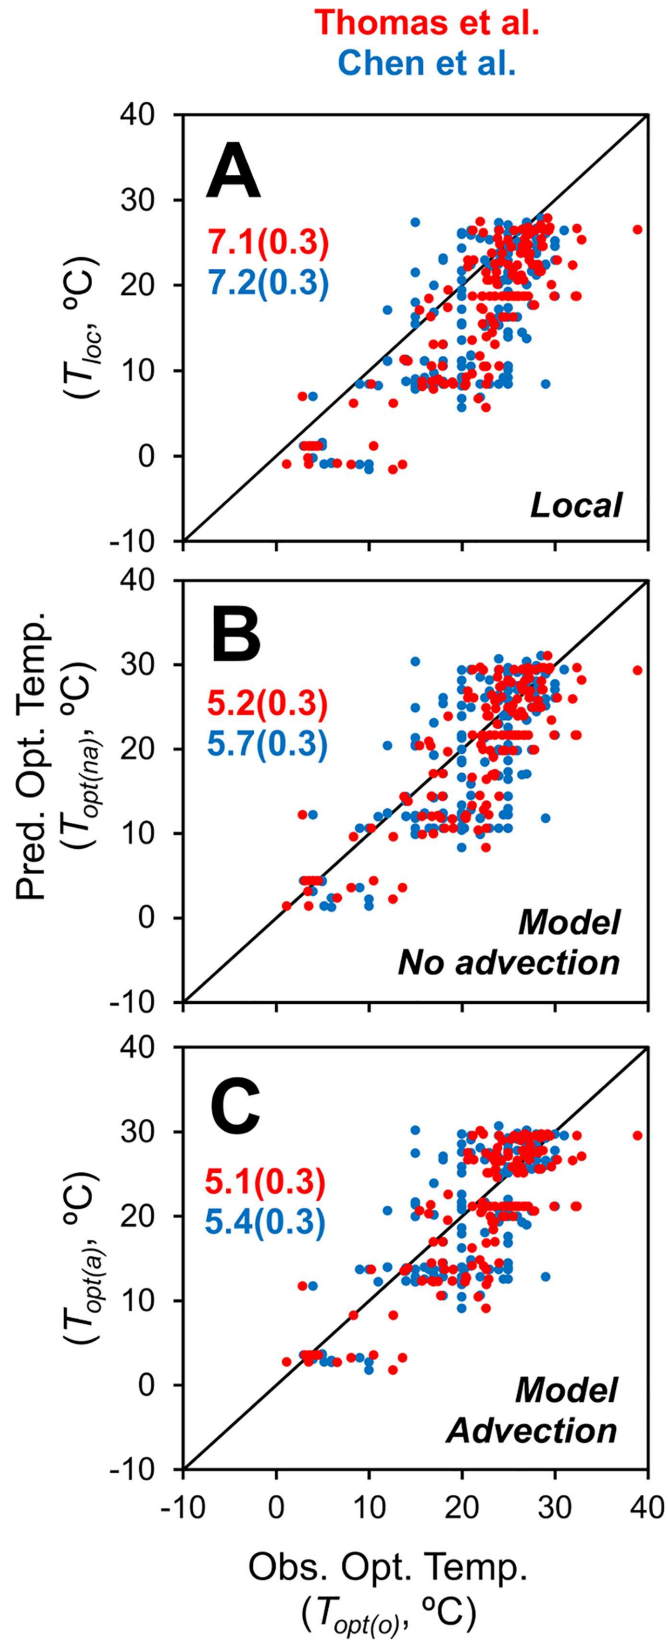 Thomas et al.
Chen et al.
40
30
20
10
0
-10
(Tloc, ºC)
A
7.1(0.3)
7.2(0.3)
Local
Pred. Opt. Temp.
40
30
20
10
0
-10
(Topt(na), ºC)
B
5.2(0.3)
5.7(0.3)
Model
No advection
40
30
20
10
0
-10
(Topt(a), ºC)
C
5.1(0.3)
5.4(0.3)
Model
Advection
-10 0 10 20 30 40
Obs. Opt. Temp.
(Topt(o), ºC)